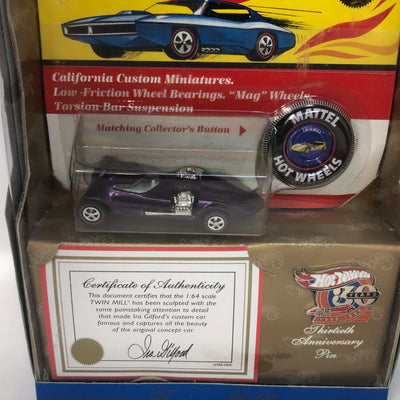 California Custom Miniatures.
Low-Friction Wheel Bearings. “Mag” Wheels.
Torsion-Bar Suspension
Matching Collector's Button
MATTEL
HOT WHEELS
Certificate of Authenticity
This document certifies that the 1:64 scale
TWIN MILL has been sculpted with the
same painstaking attention to detail
that made Ira Gilford's custom car
famous and captures all the beauty
of the original concept car.
Ira Gilford
Hot Wheels
30
YEARS
Thirtieth
Anniversary
Pin